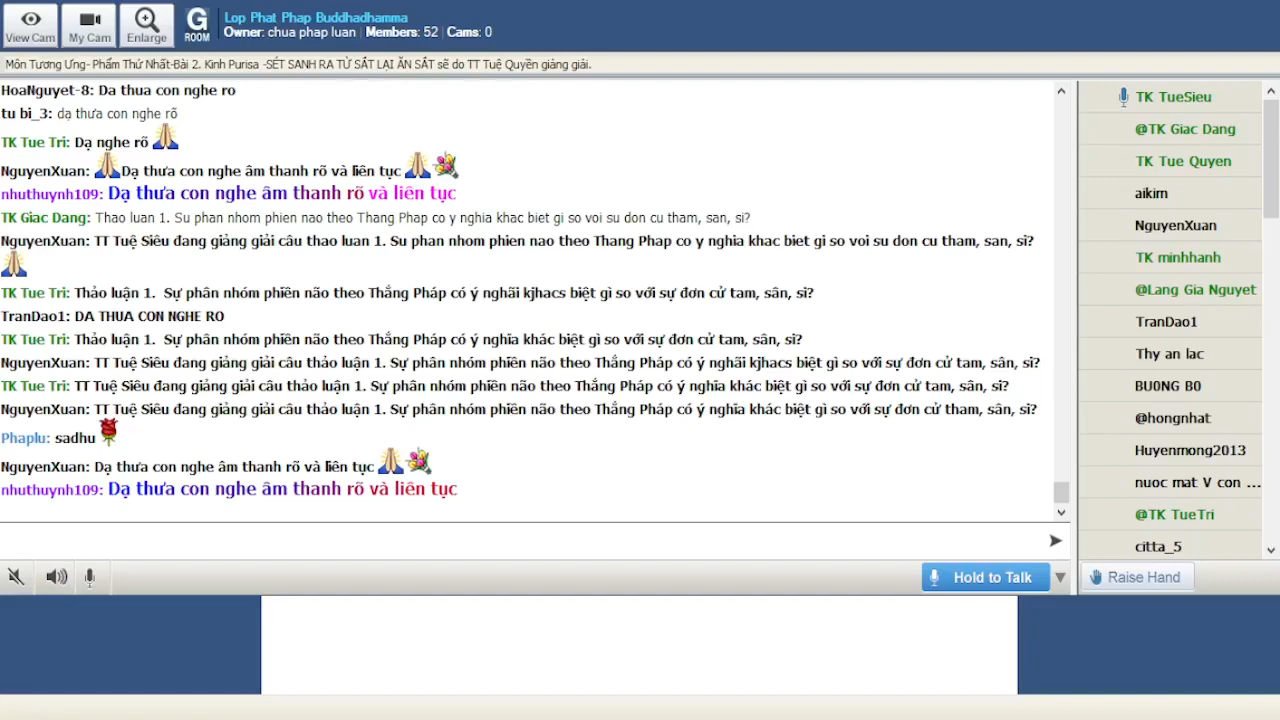 View Cam
My Cam
Enlarge
G
ROOM
Lop Phat Phap Buddhadhamma
Owner: chua phap luan | Members: 52 | Cams: 0
Môn Tương Ưng- Phẩm Thứ Nhất-Bài 2. Kinh Purisa -SÉT SANH RA TỪ SẮT LẠI ĂN SẮT sẽ do TT Tuệ Quyền giảng giải.
HoaNguyet-8: Da thua con nghe ro
tu bi_3: dạ thưa con nghe rõ
TK Tue Tri: Dạ nghe rõ
NguyenXuan: Dạ thưa con nghe âm thanh rõ và liên tục
nhuthuynh109: Dạ thưa con nghe âm thanh rõ và liên tục
TK Giac Dang: Thao luan 1. Su phan nhom phien nao theo Thang Phap co y nghia khac biet gi so voi su don cu tham, san, si?
NguyenXuan: TT Tuệ Siêu đang giảng giải câu thao luan 1. Su phan nhom phien nao theo Thang Phap co y nghia khac biet gi so voi su don cu tham, san, si?
TK Tue Tri: Thảo luận 1. Sự phân nhóm phiền não theo Thắng Pháp có ý nghãi kjhacs biệt gì so với sự đơn cử tam, sân, si?
TranDao1: DA THUA CON NGHE RO
TK Tue Tri: Thảo luận 1. Sự phân nhóm phiền não theo Thắng Pháp có ý nghĩa khác biệt gì so với sự đơn cử tam, sân, si?
NguyenXuan: TT Tuệ Siêu đang giảng giải câu thảo luận 1. Sự phân nhóm phiền não theo Thắng Pháp có ý nghãi kjhacs biệt gì so với sự đơn cử tam, sân, si?
TK Tue Tri: TT Tuệ Siêu đang giảng giải câu thảo luận 1. Sự phân nhóm phiền não theo Thắng Pháp có ý nghĩa khác biệt gì so với sự đơn cử tam, sân, si?
NguyenXuan: TT Tuệ Siêu đang giảng giải câu thảo luận 1. Sự phân nhóm phiền não theo Thắng Pháp có ý nghĩa khác biệt gì so với sự đơn cử tham, sân, si?
Phaplu: sadhu
NguyenXuan: Dạ thưa con nghe âm thanh rõ và liên tục
nhuthuynh109: Dạ thưa con nghe âm thanh rõ và liên tục
TK TueSieu
@TK Giac Dang
TK Tue Quyen
aikim
NguyenXuan
TK minhhanh
@Lang Gia Nguyet
TranDao1
Thy an lac
BU0NG B0
@hongnhat
Huyenmong2013
nuoc mat V con ...
@TK TueTri
citta_5
Hold to Talk
Raise Hand